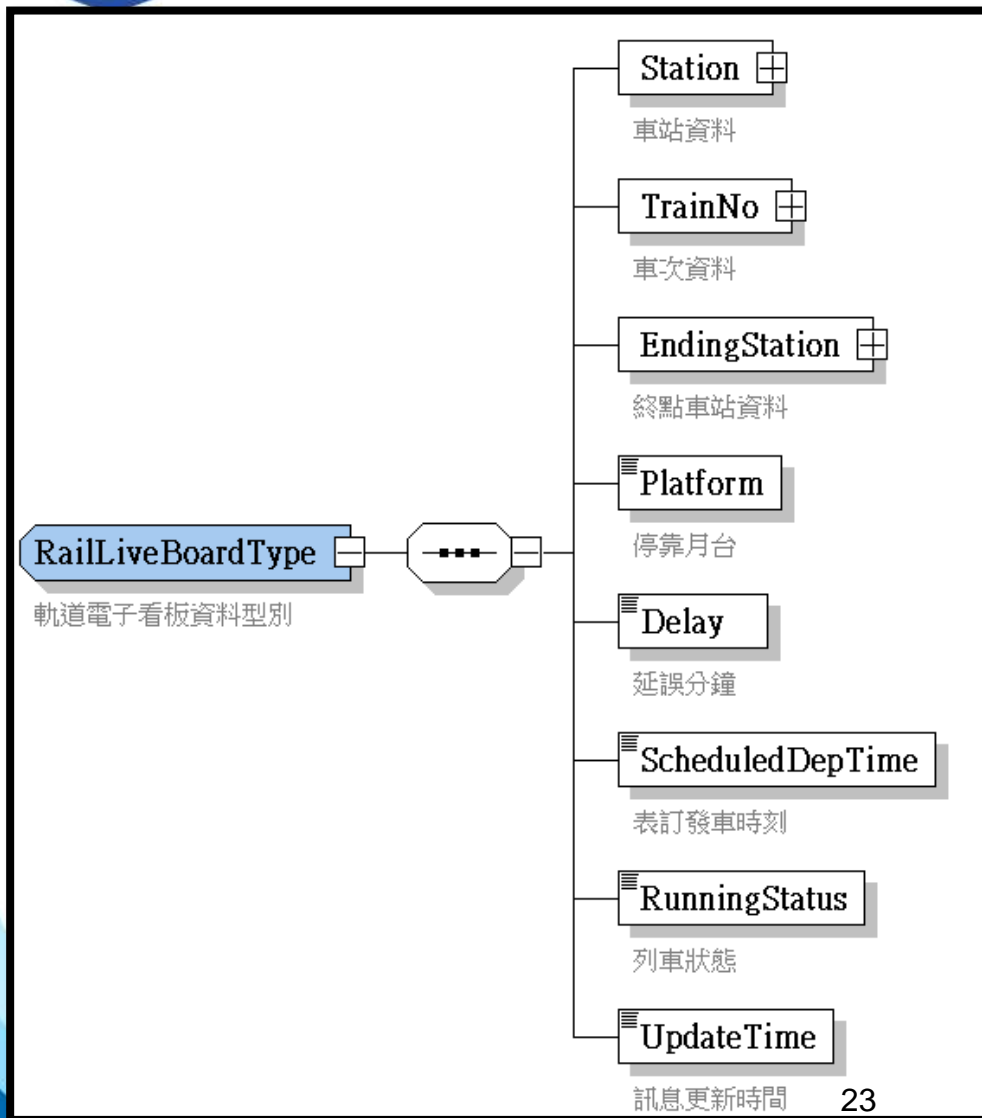 Station
車站資料
TrainNo
車次資料
EndingStation
終點車站資料
Platform
停靠月台
RailLiveBoardType
軌道電子看板資料型別
Delay
延誤分鐘
ScheduledDepTime
表訂發車時刻
RunningStatus
列車狀態
UpdateTime
訊息更新時間
23